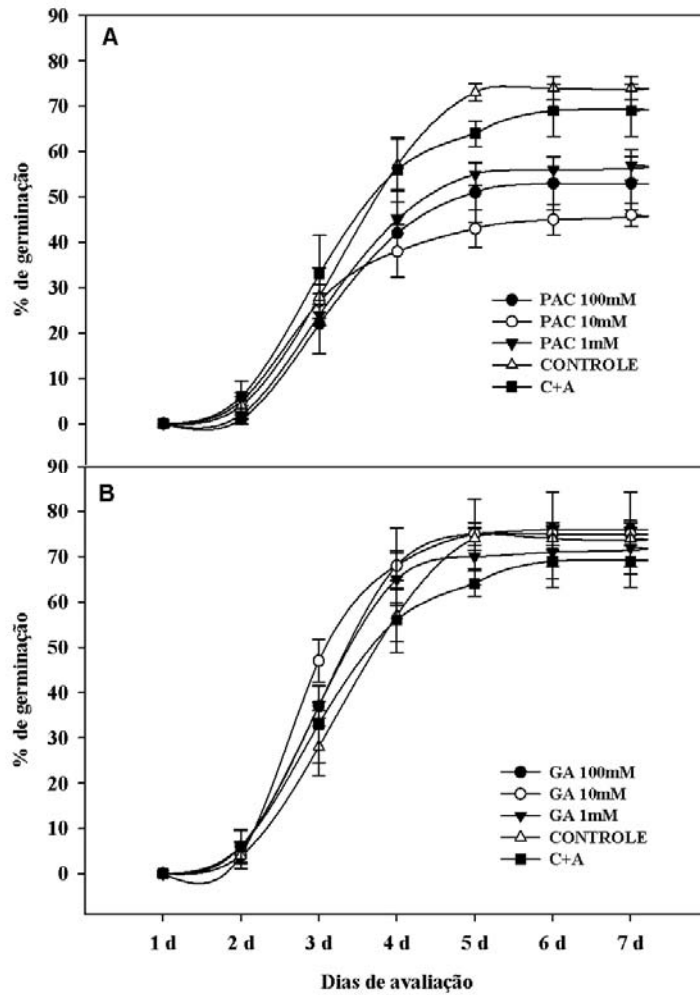 90
A
80
70
60
50
40
30
20
10
0
% de germinação
PAC 100mM
PAC 10mM
PAC 1mM
CONTROLE
C+A
90
B
80
70
60
50
40
30
20
10
0
% de germinação
GA 100mM
GA 10mM
GA 1mM
CONTROLE
C+A
1 d 2 d 3 d 4 d 5 d 6 d 7 d
Dias de avaliação